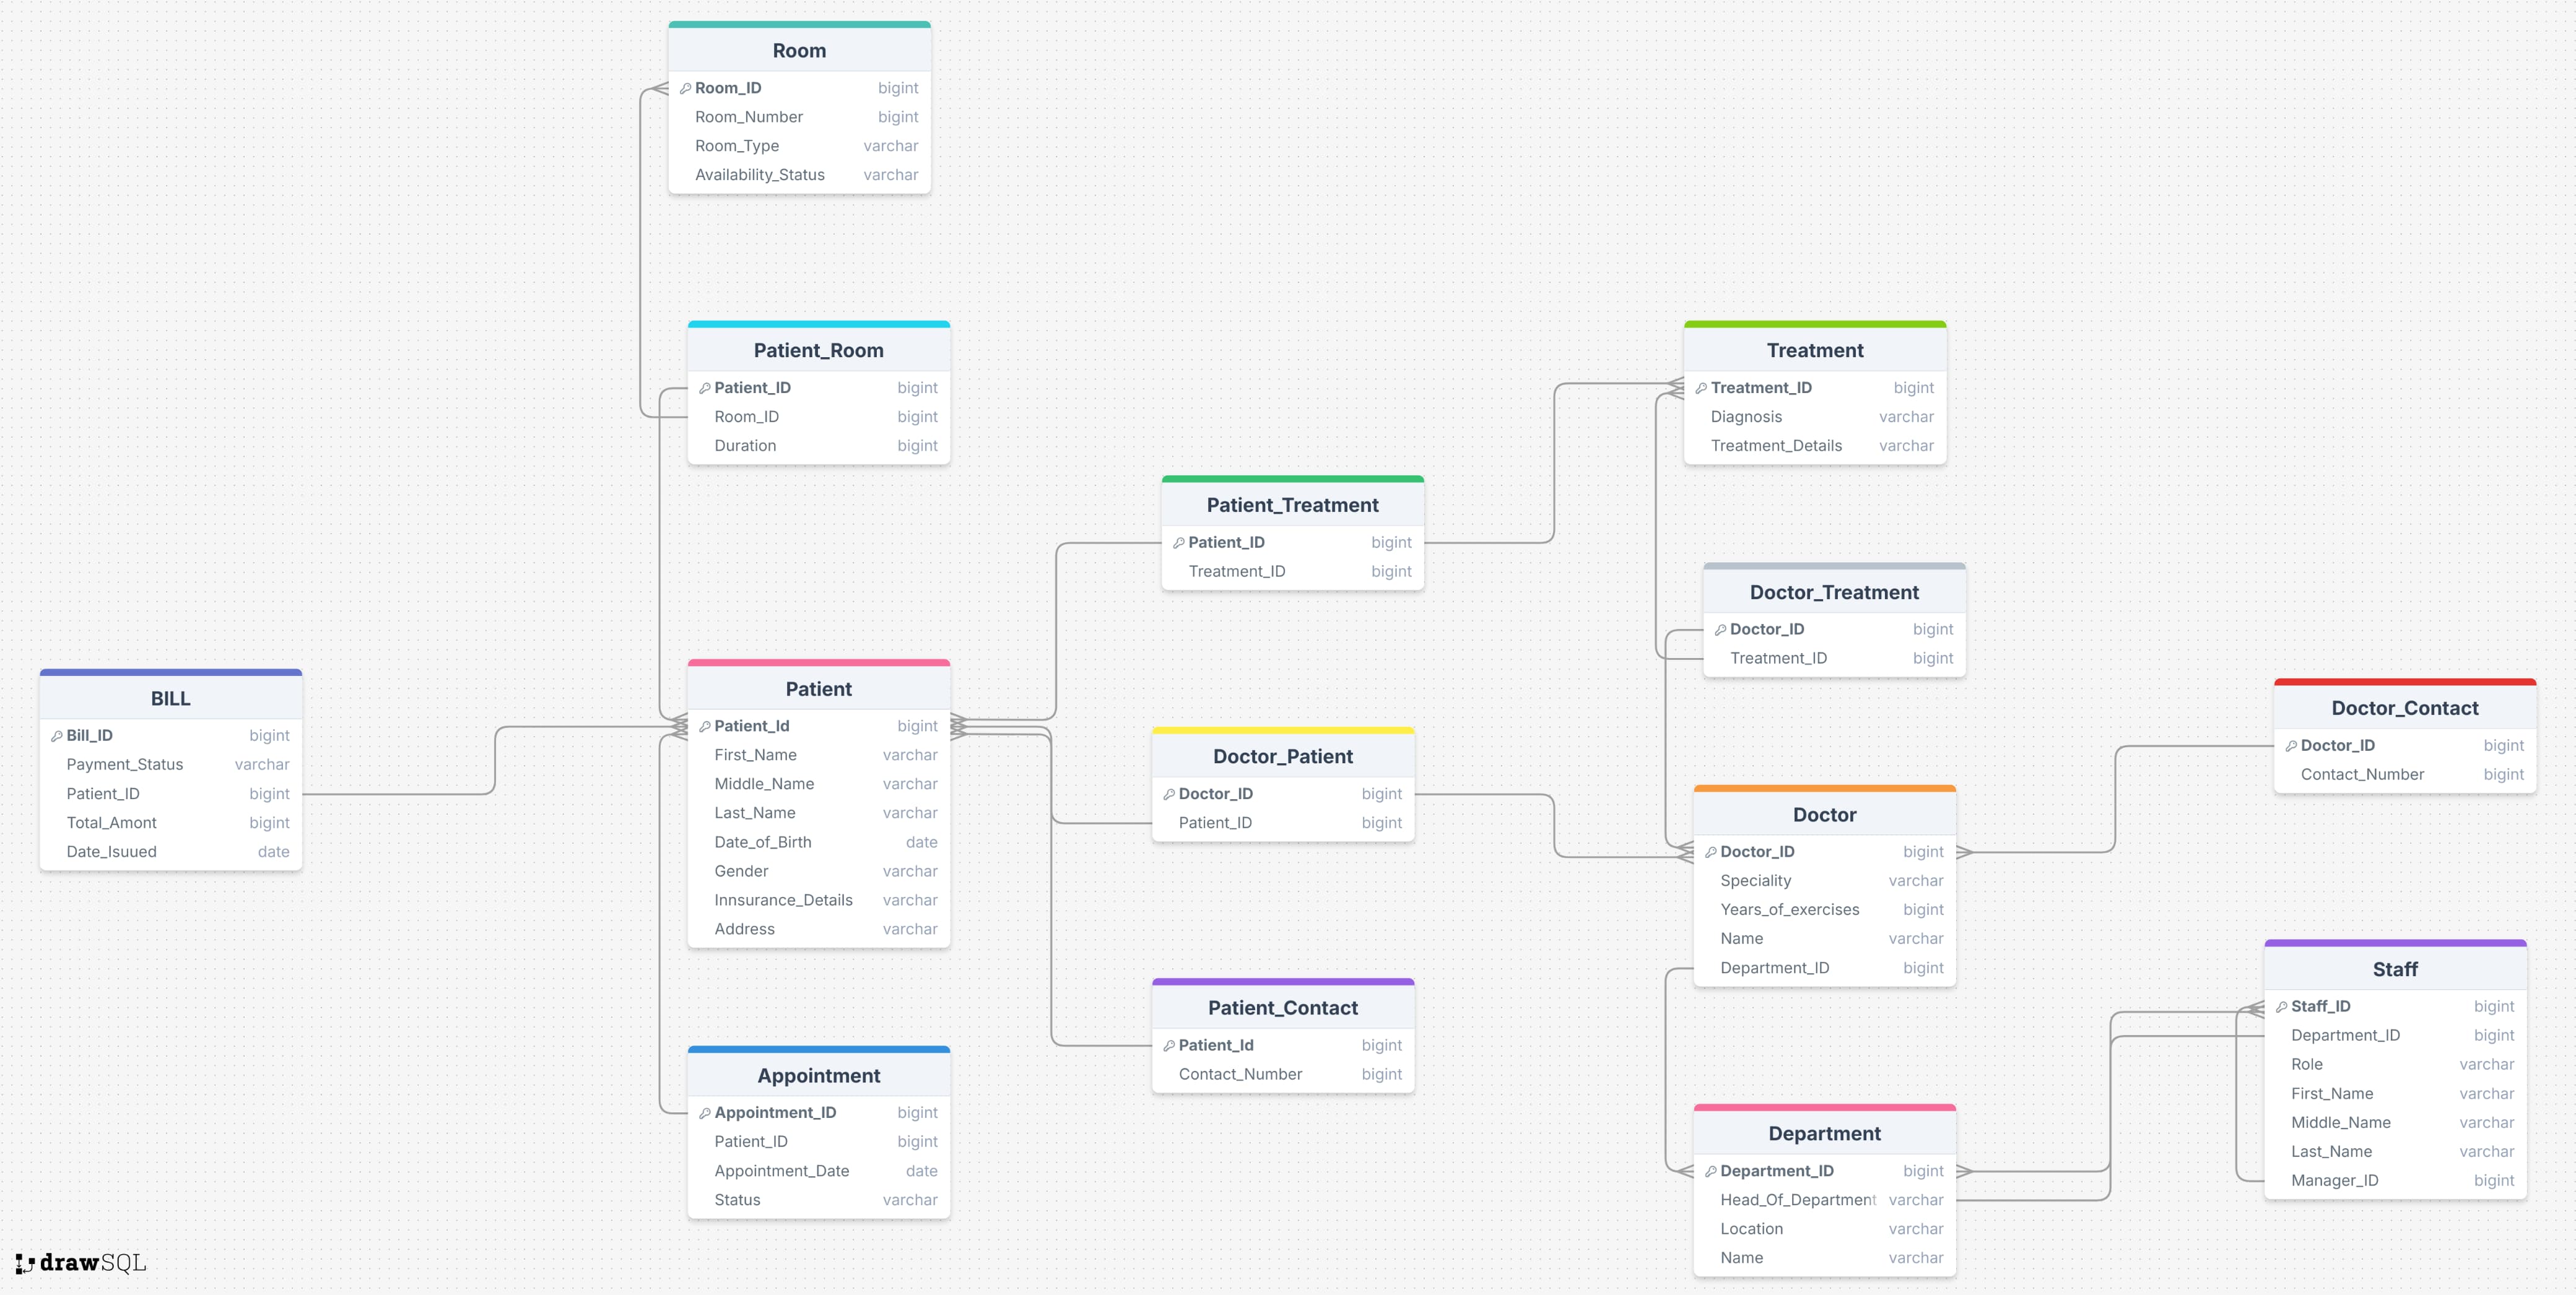 Room
Room_ID bigint
Room_Number bigint
Room_Type varchar
Availability_Status varchar
Patient_Room
Patient_ID bigint
Room_ID bigint
Duration bigint
Treatment
Treatment_ID bigint
Diagnosis varchar
Treatment_Details varchar
Patient_Treatment
Patient_ID bigint
Treatment_ID bigint
Doctor_Treatment
Doctor_ID bigint
Treatment_ID bigint
BILL
Bill_ID bigint
Payment_Status varchar
Patient_ID bigint
Total_Amont bigint
Date_Isuued date
Patient
Patient_Id bigint
First_Name varchar
Middle_Name varchar
Last_Name varchar
Date_of_Birth date
Gender varchar
Innsurance_Details varchar
Address varchar
Doctor_Patient
Doctor_ID bigint
Patient_ID bigint
Doctor_Contact
Doctor_ID bigint
Contact_Number bigint
Doctor
Doctor_ID bigint
Speciality varchar
Years_of_exercises bigint
Name varchar
Department_ID bigint
Staff
Staff_ID bigint
Department_ID bigint
Role varchar
First_Name varchar
Middle_Name varchar
Last_Name varchar
Manager_ID bigint
Patient_Contact
Patient_Id bigint
Contact_Number bigint
Appointment
Appointment_ID bigint
Patient_ID bigint
Appointment_Date date
Status varchar
Department
Department_ID bigint
Head_Of_Department varchar
Location varchar
Name varchar
drawSQL